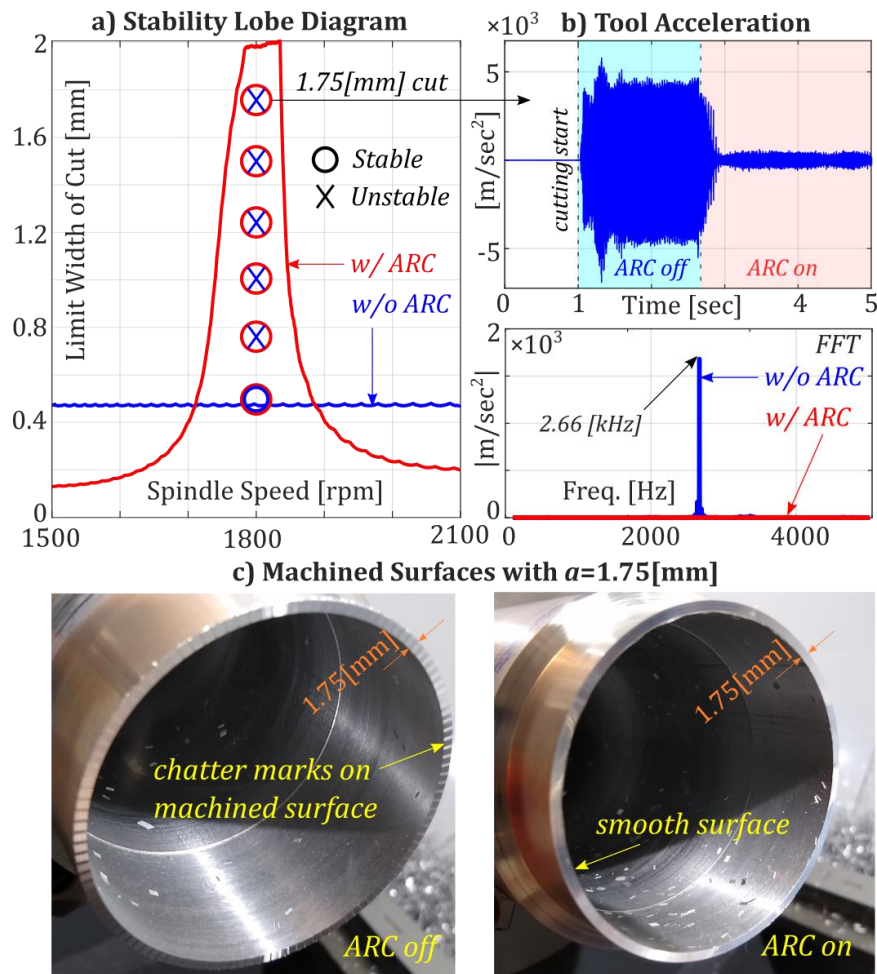 a) Stability Lobe Diagram
2
1.6
1.2
0.8
0.4
0
Limit Width of Cut [mm]
1.75[mm] cut
Stable
Unstable
w/ ARC
w/o ARC
Spindle Speed [rpm]
1500
1800
2100
b) Tool Acceleration
×10³
5
-5
[m/sec²]
cutting start
ARC off
ARC on
0
1
Time [sec]
4
5
2
×10³
FFT
w/o ARC
w/ ARC
2.66 [kHz]
|m/sec²|
0
Freq. [Hz]
0
2000
4000
c) Machined Surfaces with a=1.75[mm]
1.75[mm]
chatter marks on
machined surface
ARC off
1.75[mm]
smooth surface
ARC on